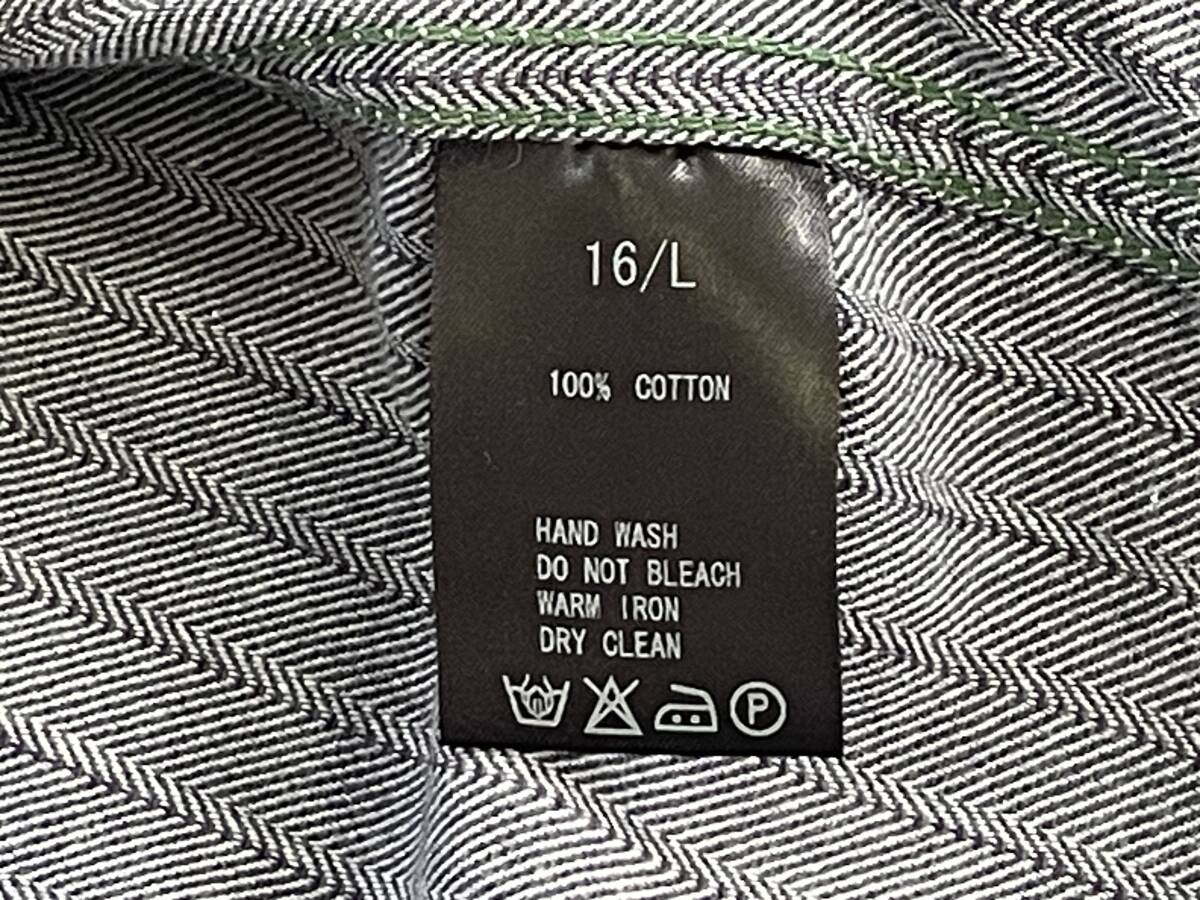 16/L
100% COTTON
HAND WASH
DO NOT BLEACH
WARM IRON
DRY CLEAN
P